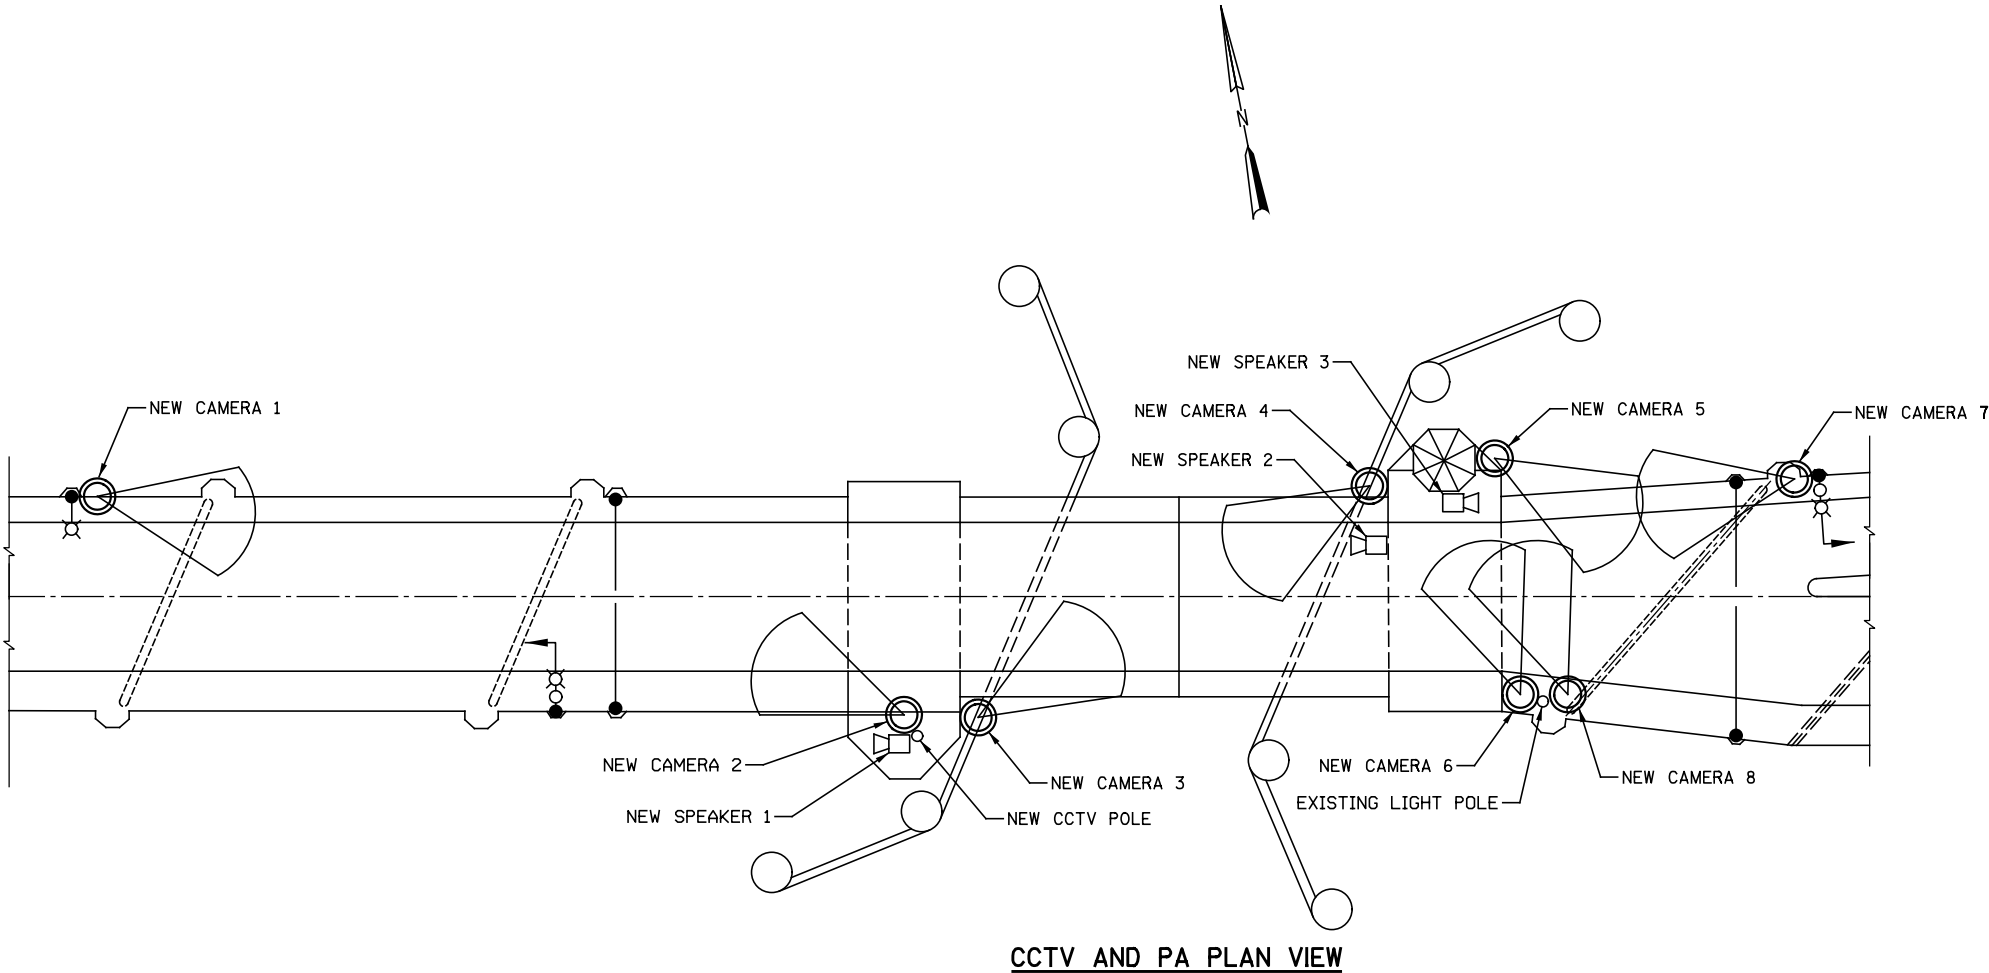 N
NEW SPEAKER 3
NEW CAMERA 1
NEW CAMERA 4
NEW CAMERA 5
NEW CAMERA 7
NEW SPEAKER 2
NEW CAMERA 2
NEW CAMERA 3
NEW CAMERA 6
NEW CAMERA 8
NEW SPEAKER 1
NEW CCTV POLE
EXISTING LIGHT POLE
CCTV AND PA PLAN VIEW